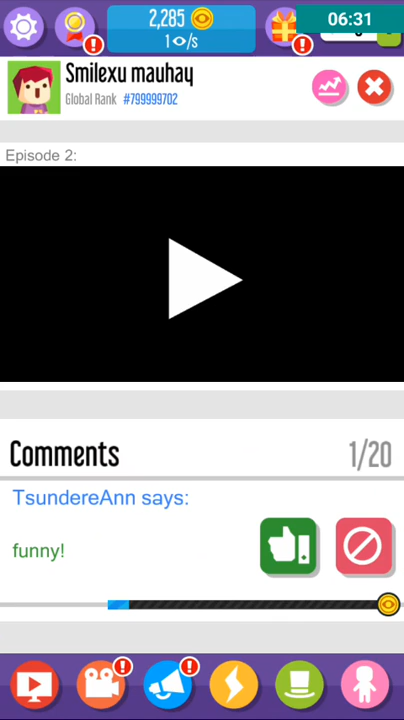 2,285
1 /s
06:31
Smilexu mauhay
Global Rank #799999702
Episode 2:
Comments 1/20
TsundereAnn says:
funny!